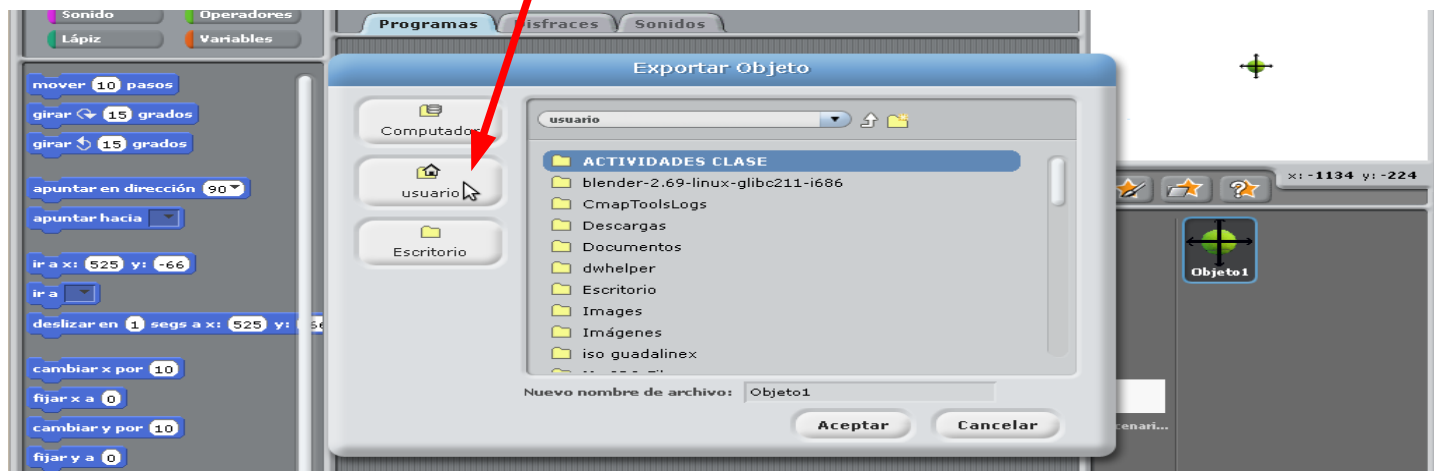 Sonido Operadores
Lápiz Variables
mover 10 pasos
girar 15 grados
girar 15 grados
apuntar en dirección 90
apuntar hacia
ir a x: 525 y: -66
ir a
deslizar en 1 segs a x: 525 y:
cambiar x por 10
fijar x a 0
cambiar y por 10
fijar y a 0
Programas Disfraces Sonidos
Exportar Objeto
Computador
usuario
Escritorio
usuario
ACTIVIDADES CLASE
blender-2.69-linux-glibc211-i686
CmapToolsLogs
Descargas
Documentos
dwhelper
Escritorio
Images
Imágenes
iso guadalinex
Nuevo nombre de archivo: Objeto1
Aceptar Cancelar
x: -1134 y: -224
Objeto1
cenari...